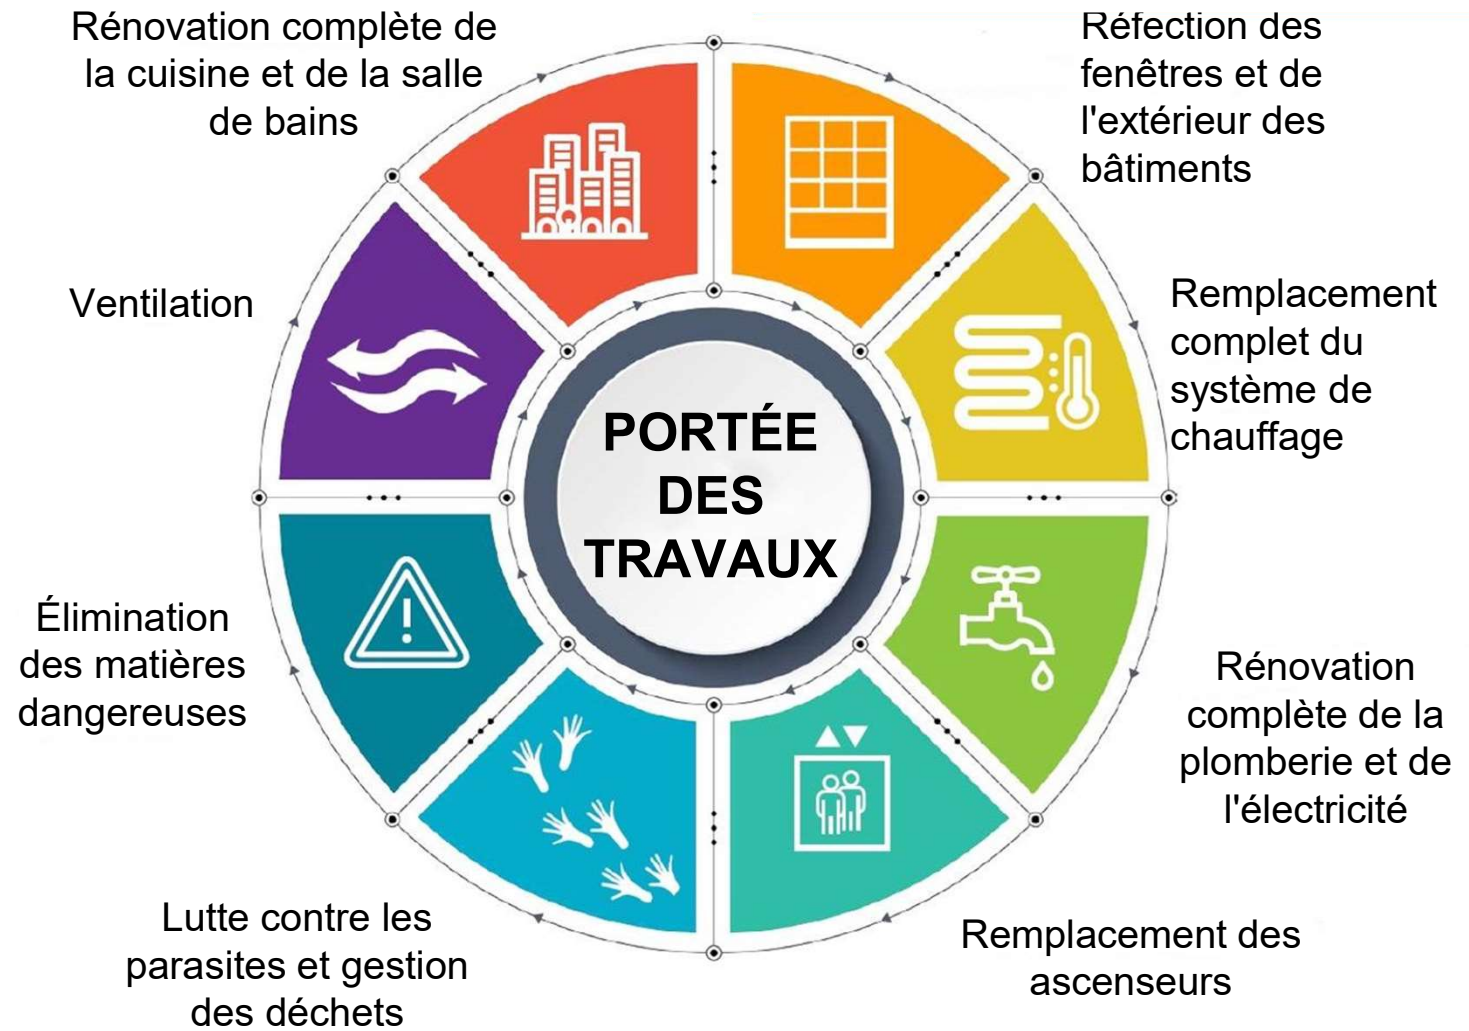 Rénovation complète de
la cuisine et de la salle
de bains
Réfection des
fenêtres et de
l'extérieur des
bâtiments
Ventilation
Remplacement
complet du
système de
chauffage
PORTÉE
DES
TRAVAUX
Élimination
des matières
dangereuses
Rénovation
complète de la
plomberie et de
l'électricité
Lutte contre les
parasites et gestion
des déchets
Remplacement des
ascenseurs